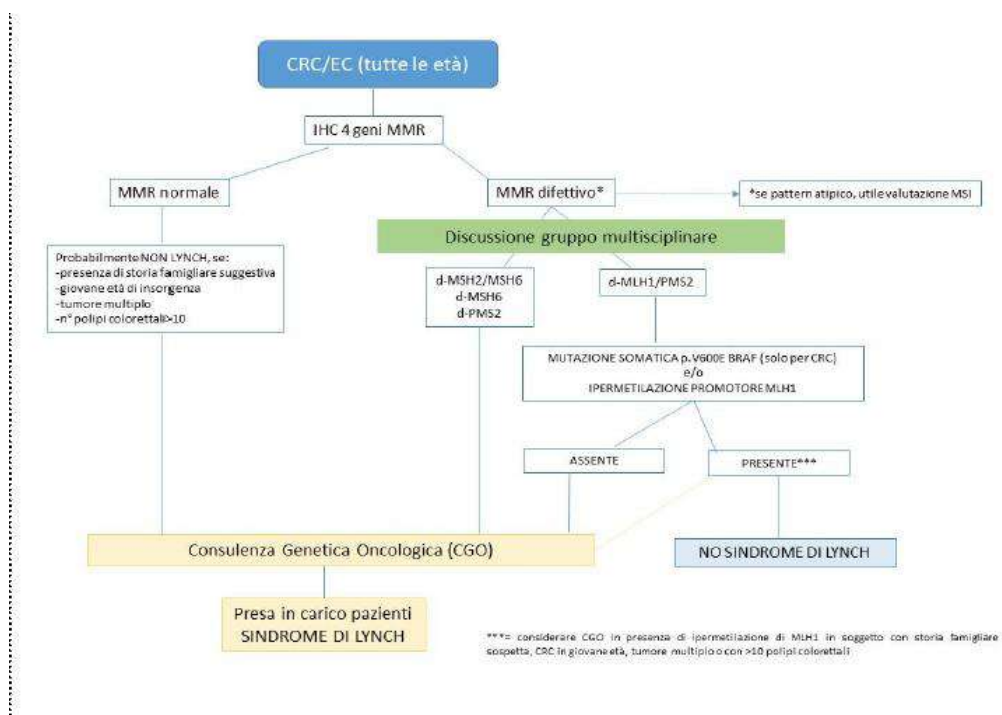 CRC/EC (tutte le età)
IHC 4 geni MMR
MMR normale
MMR difettivo*
*se pattern atipico, utile valutazione MSI
Discussione gruppo multisciplinare
Probabilmente NON LYNCH, se:
-presenza di storia famigliare suggestiva
-giovane età di insorgenza
-tumore multiplo
-n° polipi colorettali>10
d-MSH2/MSH6
d-MSH6
d-PMS2
d-MLH1/PMS2
MUTAZIONE SOMATICA p.V600E BRAF (solo per CRC)
e/o
IPERMETILAZIONE PROMOTORE MLH1
ASSENTE
PRESENTE***
Consulenza Genetica Oncologica (CGO)
NO SINDROME DI LYNCH
Presa in carico pazienti
SINDROME DI LYNCH
***= considerare CGO in presenza di ipermetilazione di MLH1 in soggetto con storia famigliare
sospetta, CRC in giovane età, tumore multiplo o con >10 polipi colorettali